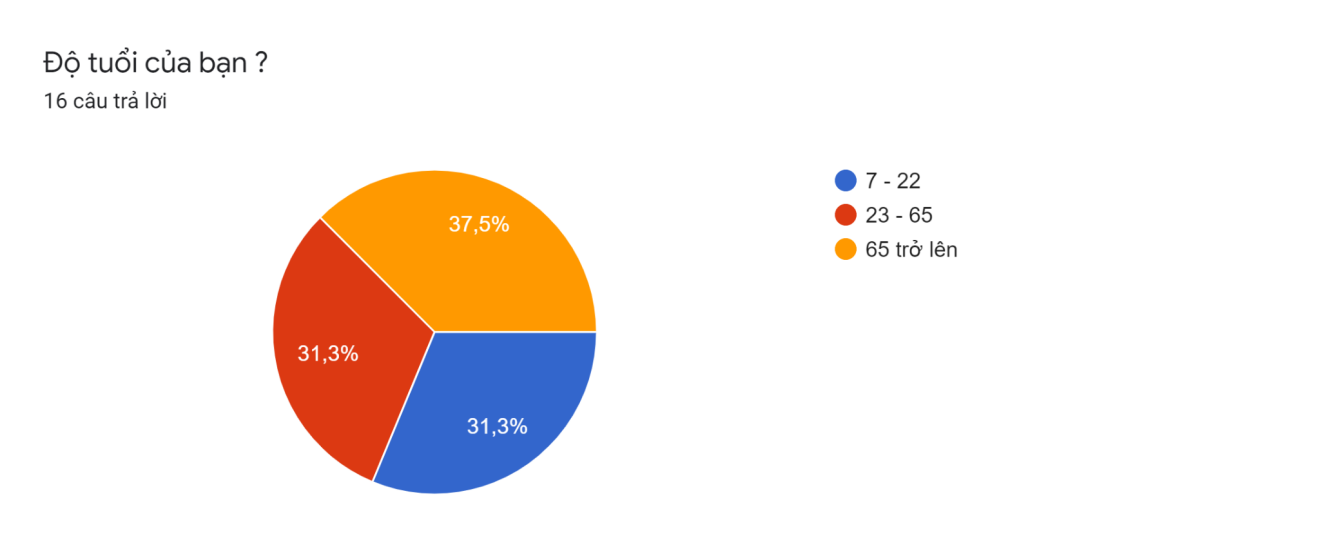 Độ tuổi của bạn ?
16 câu trả lời
7 - 22
23 - 65
65 trở lên
37,5%
31,3%
31,3%